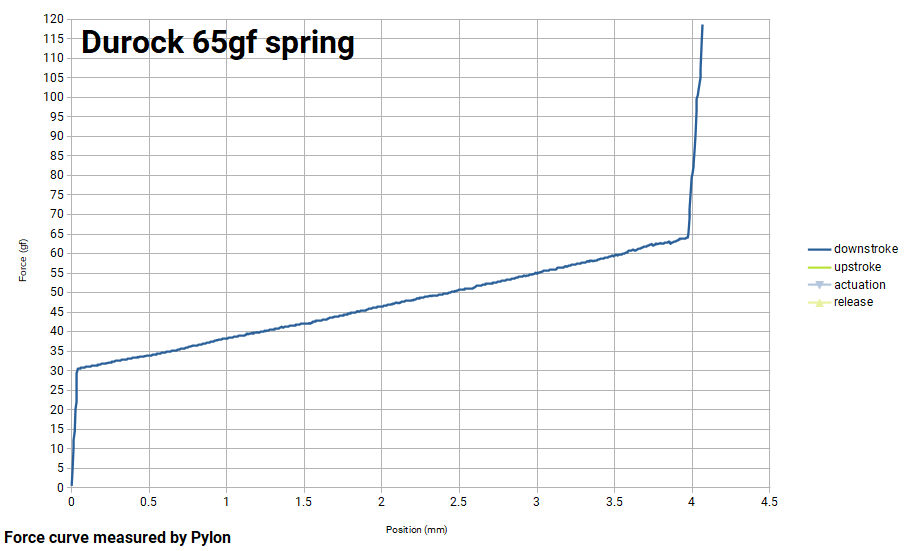 Durock 65gf spring
120
115
110
105
100
95
90
85
80
75
70
65
60
55
50
45
40
35
30
25
20
15
10
5
0
Force (gf)
0 0.5 1 1.5 2 2.5 3 3.5 4 4.5
Position (mm)
downstroke
upstroke
actuation
release
Force curve measured by Pylon